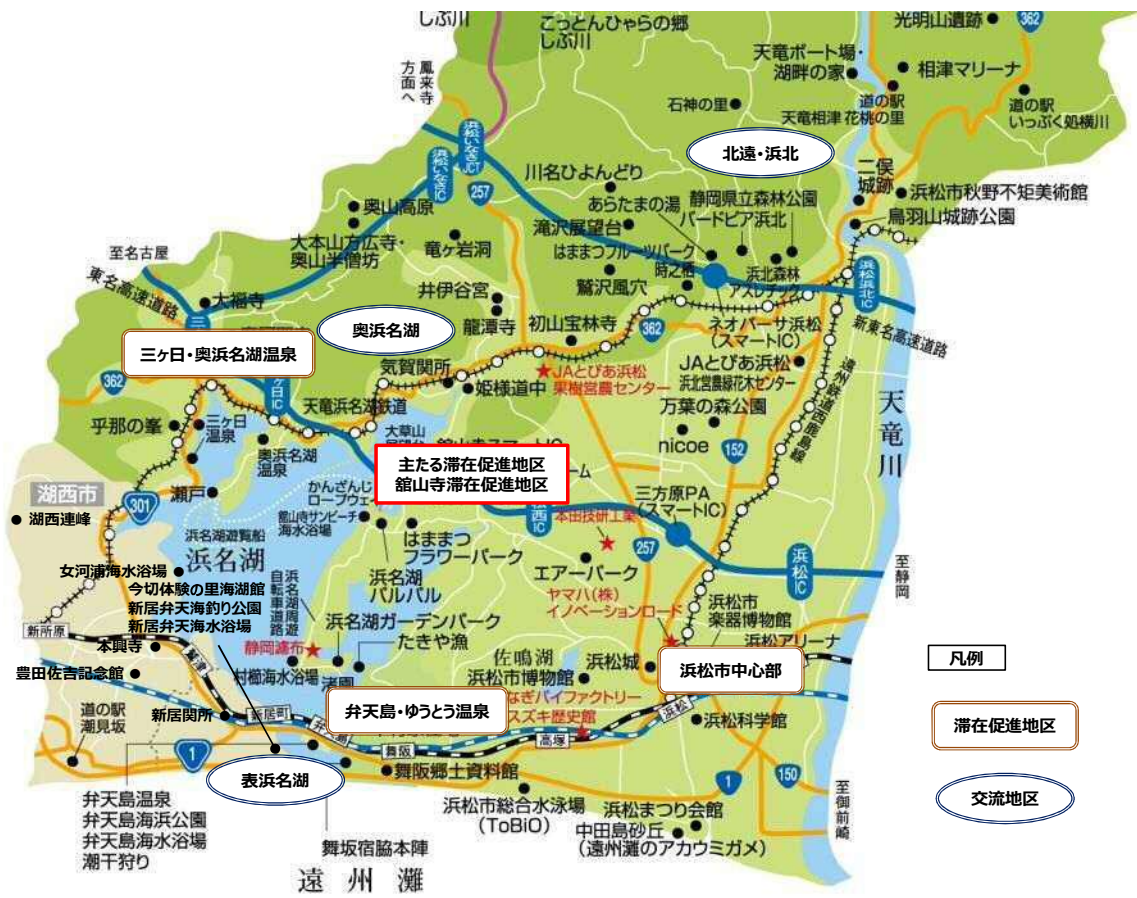 しぶ川
こっとんひゃらの郷
しぶ川
光明山遺跡
362
鳳来寺
方面へ
天竜ボート場・
湖畔の家
相津マリーナ
石神の里
道の駅
天竜相津 花桃の里
道の駅
いっぷく処横川
浜松いなさJCT
浜松いなさIC
257
北遠・浜北
二俣
城跡
浜松市秋野不矩美術館
鳥羽山城跡公園
川名ひよんどり
あらたまの湯
静岡県立森林公園
バードピア浜北
奥山高原
滝沢展望台
大本山方広寺・
奥山半僧坊
竜ヶ岩洞
はままつフルーツパーク
時之栖
浜北森林
アスレチック
鷲沢風穴
浜松浜北IC
至名古屋
東名高速道路
大福寺
井伊谷宮
龍潭寺
初山宝林寺
362
ネオパーサ浜松
(スマートIC)
新東名高速道路
奥浜名湖
三ヶ日・奥浜名湖温泉
気賀関所
姫様道中
JAとぴあ浜松
果樹営農センター
JAとぴあ浜松
浜北営農緑花木センター
遠州鉄道西鹿島線
天竜川
362
天竜浜名湖鉄道
万葉の森公園
nicoe
152
乎那の峯
三ヶ日
温泉
奥浜名湖
温泉
大草山
主たる滞在促進地区
舘山寺滞在促進地区
瀬戸
湖西市
湖西連峰
301
かんざんじ
ロープウェイ
舘山寺サンビーチ
海水浴場
はままつ
フラワーパーク
三方原PA
(スマートIC)
本田技研工業
257
浜松IC
至静岡
浜名湖遊覧船
浜名湖
女河浦海水浴場
今切体験の里海湖館
新居弁天海釣り公園
新居弁天海水浴場
浜名湖
パルパル
エアーパーク
ヤマハ(株)
イノベーションロード
浜松市
楽器博物館
浜松アリーナ
浜名湖周遊
自転車道路
浜名湖ガーデンパーク
たきや漁
静岡濾布
村櫛海水浴場
渚園
佐鳴湖
浜松城
浜松市博物館
浜松市中心部
なぎパイファクトリー
スズキ歴史館
浜松科学館
新所原
本興寺
鷲津
豊田佐吉記念館
新居関所
新居町
道の駅
潮見坂
1
弁天島・ゆうとう温泉
舞阪
高塚
浜松
表浜名湖
舞阪郷土資料館
1
150
至御前崎
弁天島温泉
弁天島海浜公園
弁天島海水浴場
潮干狩り
浜松市総合水泳場
(ToBiO)
浜松まつり会館
中田島砂丘
(遠州灘のアカウミガメ)
舞坂宿脇本陣
遠州灘
凡例
滞在促進地区
交流地区